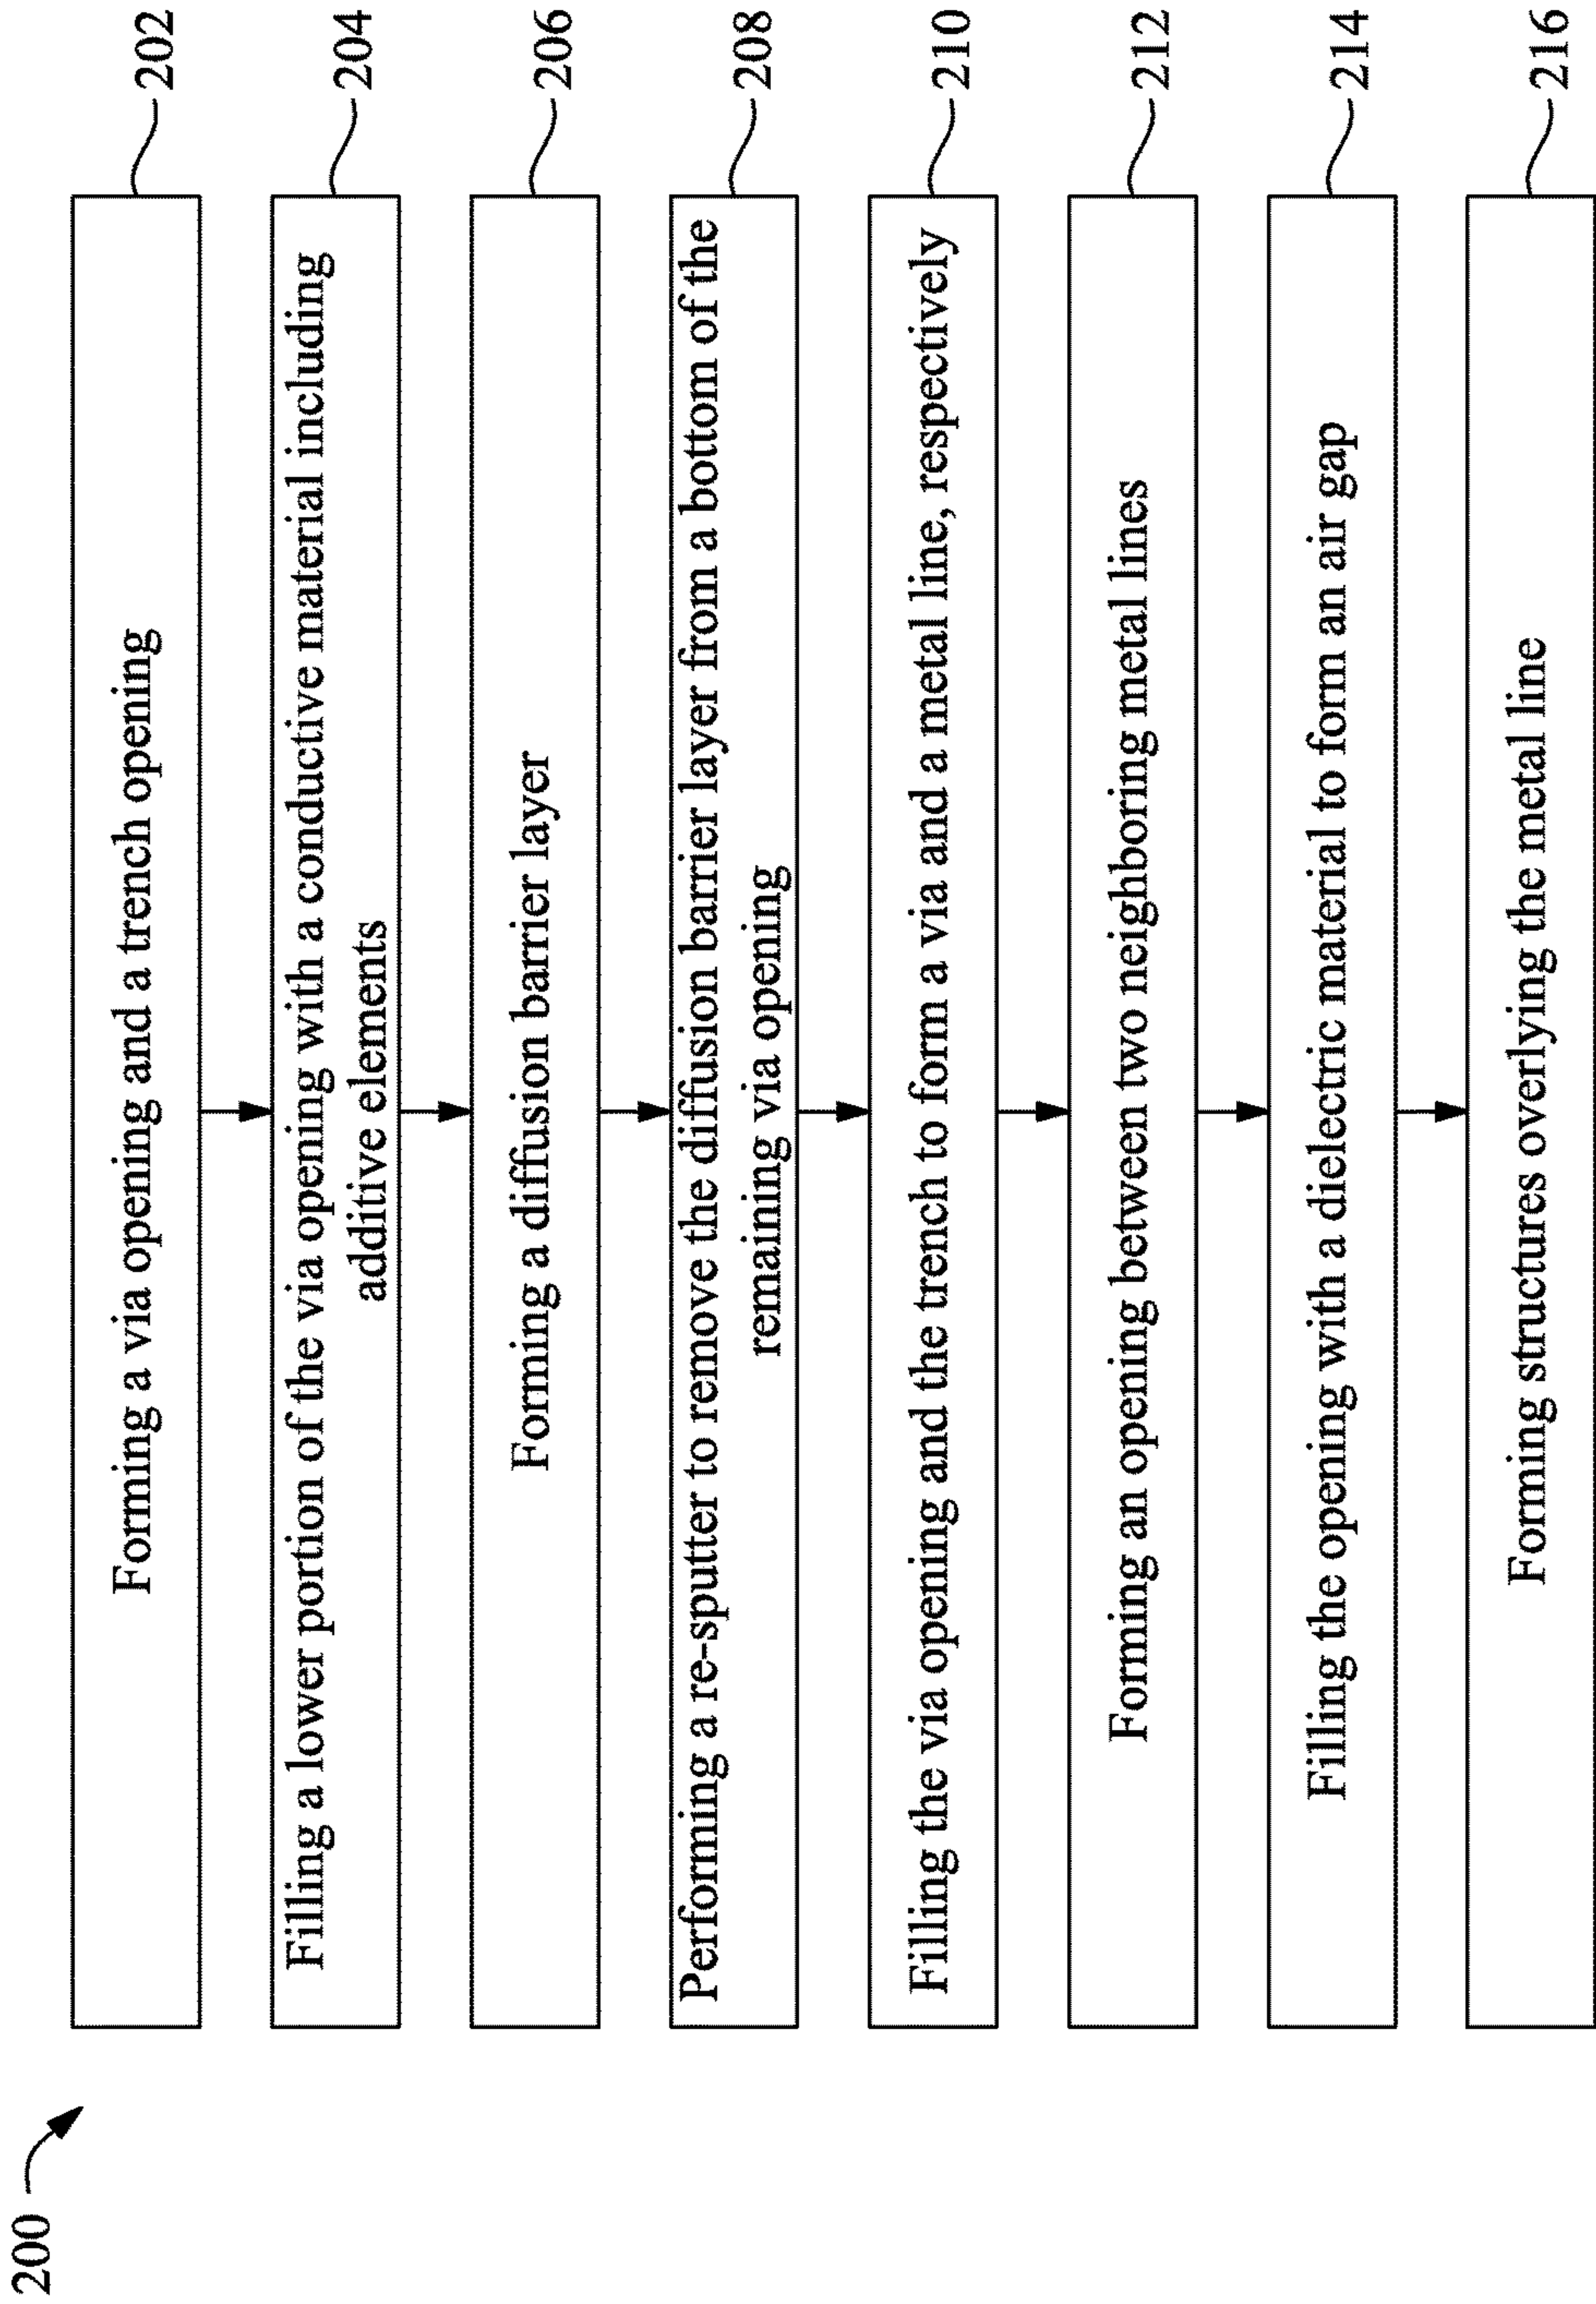 200
Forming a via opening and a trench opening
202
Filling a lower portion of the via opening with a conductive material including
additive elements
204
Forming a diffusion barrier layer
206
Performing a re-sputter to remove the diffusion barrier layer from a bottom of the
remaining via opening
208
Filling the via opening and the trench to form a via and a metal line, respectively
210
Forming an opening between two neighboring metal lines
212
Filling the opening with a dielectric material to form an air gap
214
Forming structures overlying the metal line
216